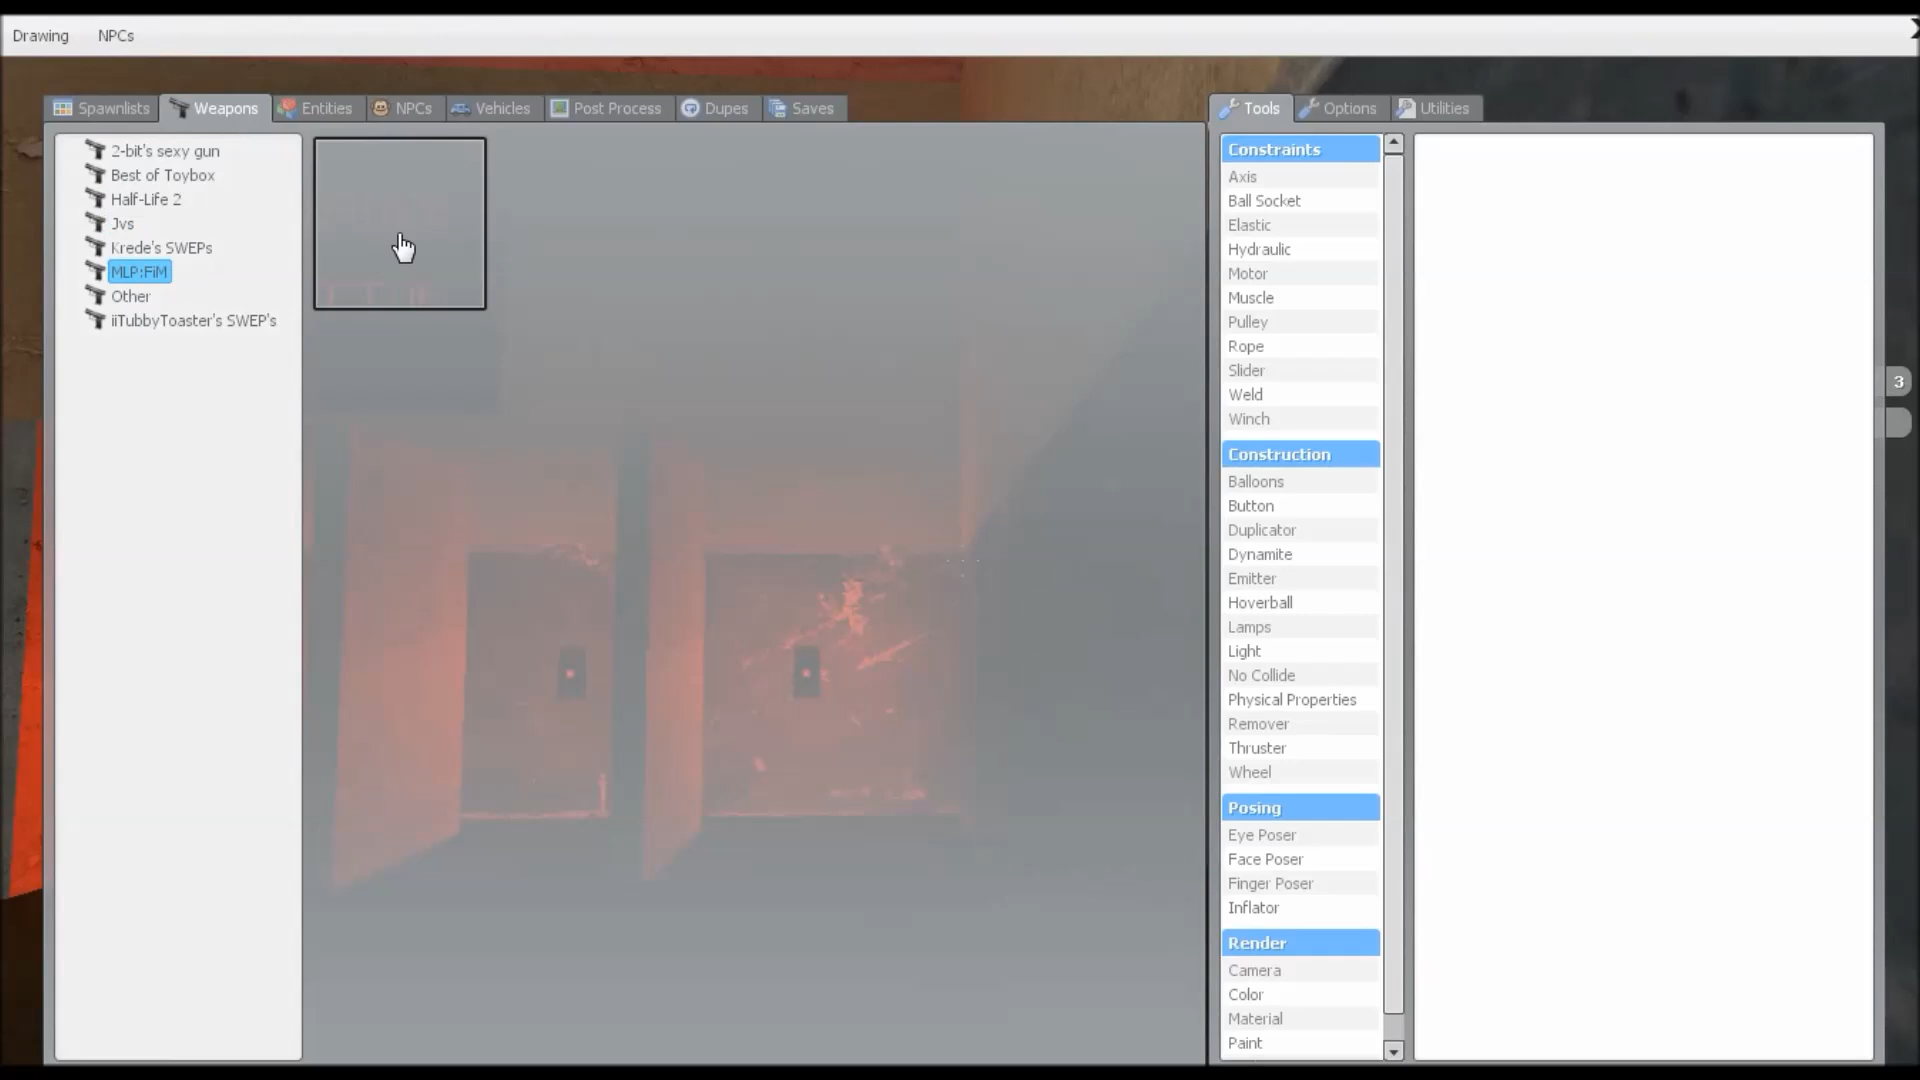 Drawing NPCs
Spawnlists Weapons Entities NPCs Vehicles Post Process Dupes Saves
Tools Options Utilities
2-bit's sexy gun
Best of Toybox
Half-Life 2
Jvs
Krede's SWEPs
MLP:FiM
Other
iiTubbyToaster's SWEP's
Constraints
Axis
Ball Socket
Elastic
Hydraulic
Motor
Muscle
Pulley
Rope
Slider
Weld
Winch
Construction
Balloons
Button
Duplicator
Dynamite
Emitter
Hoverball
Lamps
Light
No Collide
Physical Properties
Remover
Thruster
Wheel
Posing
Eye Poser
Face Poser
Finger Poser
Inflator
Render
Camera
Color
Material
Paint
3